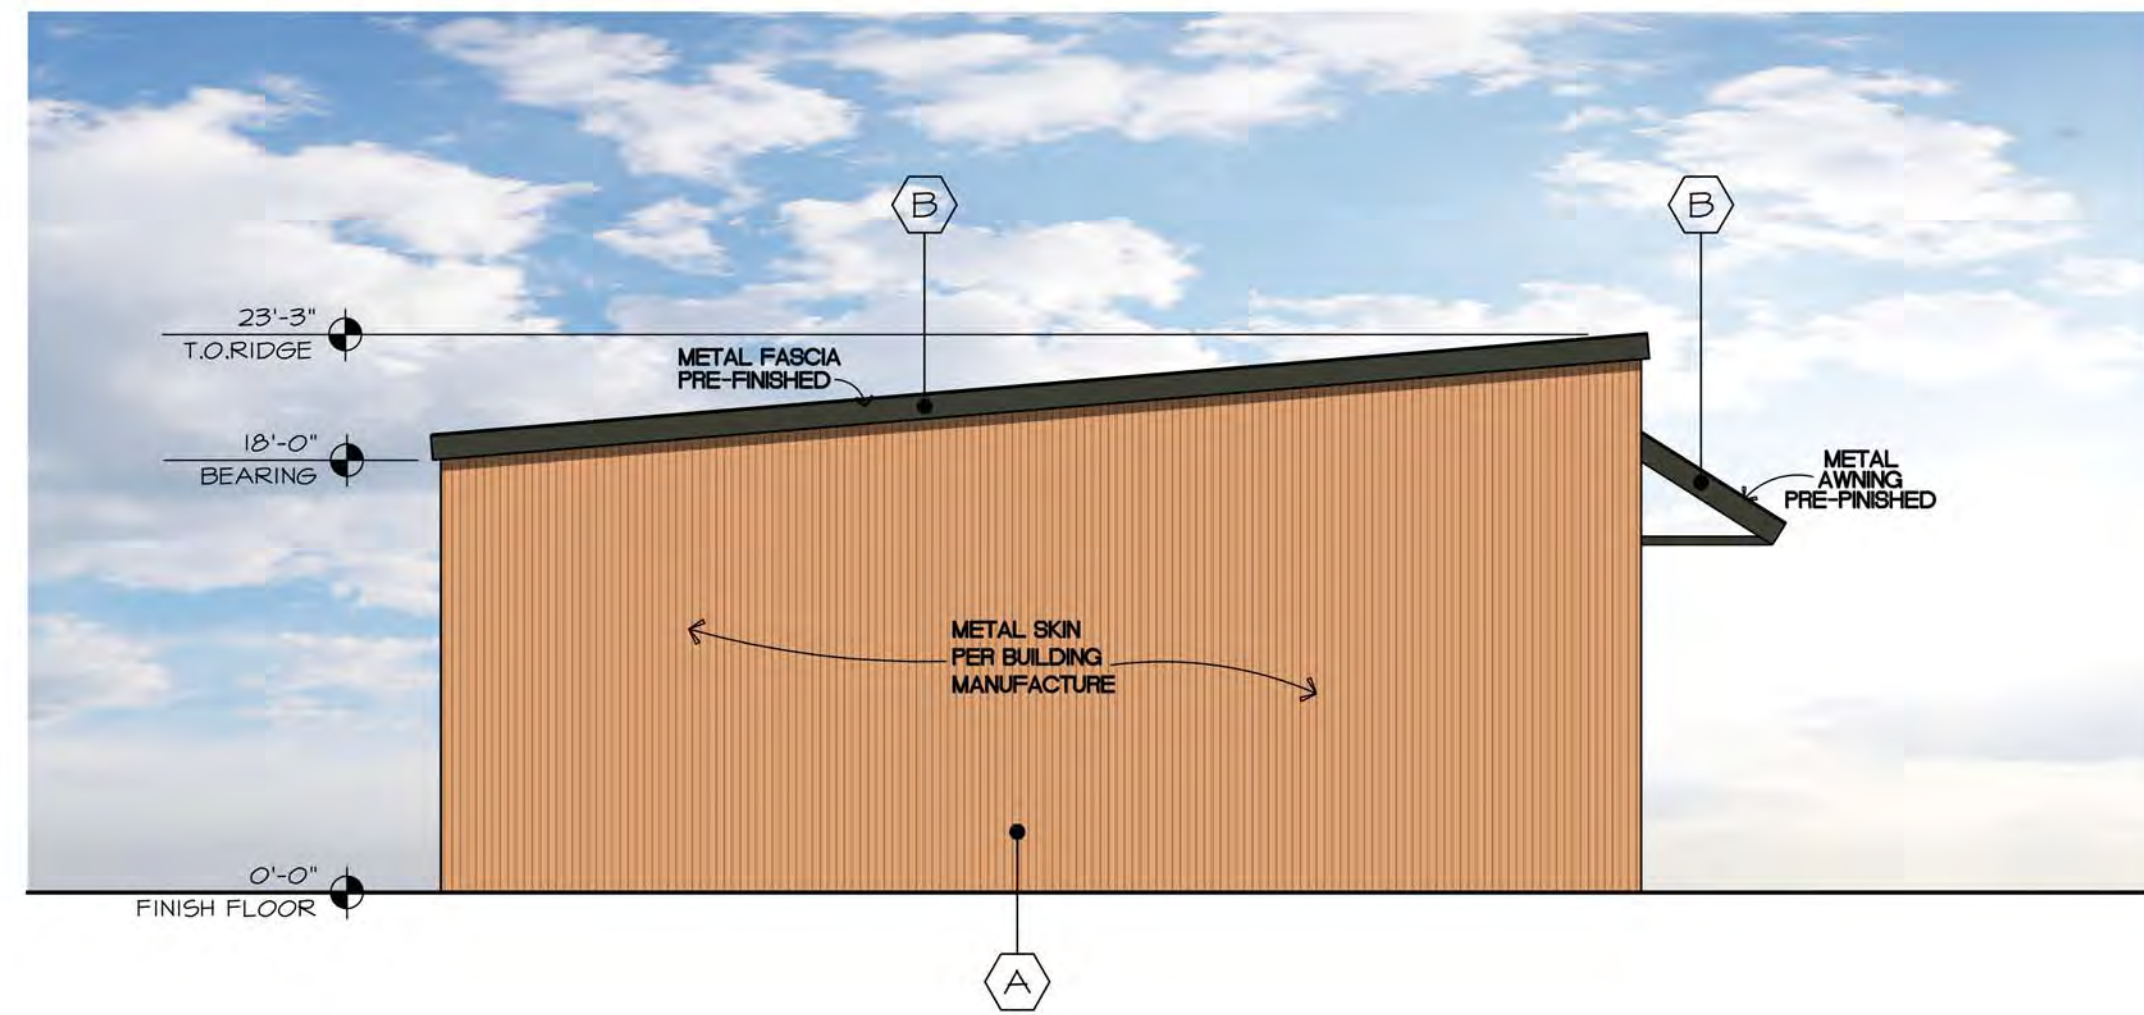 B
B
23'-3"
T.O.RIDGE
METAL FASCIA
PRE-FINISHED
18'-0"
BEARING
METAL
AWNING
PRE-PINISHED
METAL SKIN
PER BUILDING
MANUFACTURE
0'-0"
FINISH FLOOR
A